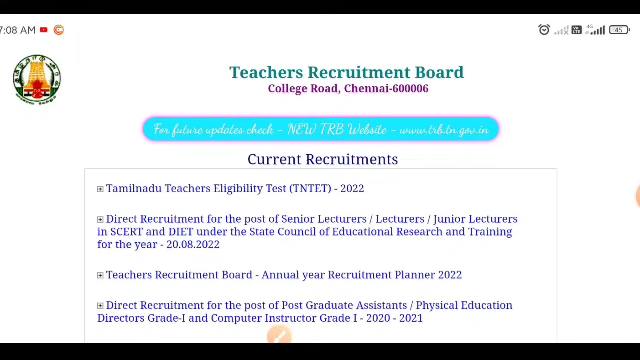 7:08 AM
4G
45
Teachers Recruitment Board
College Road, Chennai-600006
For future updates check - NEW TRB Website - www.trb.tn.gov.in
Current Recruitments
Tamilnadu Teachers Eligibility Test (TNTET) - 2022
Direct Recruitment for the post of Senior Lecturers / Lecturers / Junior Lecturers
in SCERT and DIET under the State Council of Educational Research and Training
for the year - 20.08.2022
Teachers Recruitment Board - Annual year Recruitment Planner 2022
Direct Recruitment for the post of Post Graduate Assistants / Physical Education
Directors Grade-I and Computer Instructor Grade I - 2020 - 2021